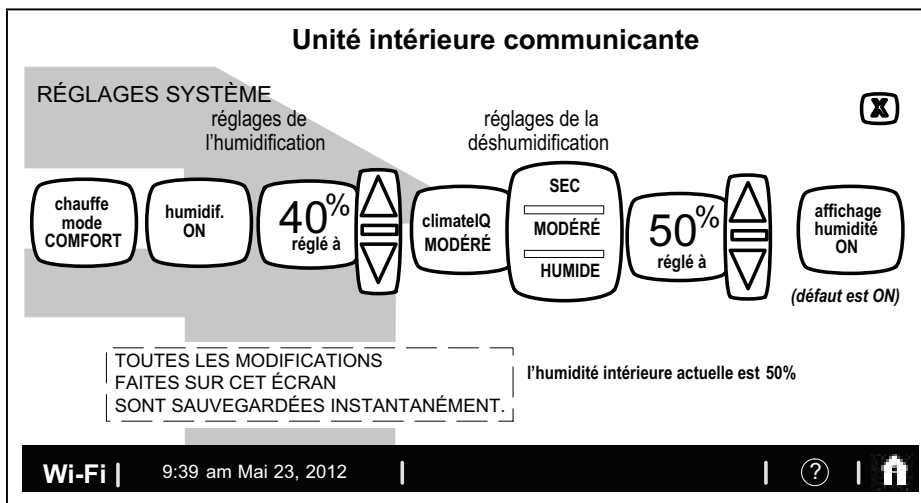 Unité intérieure communicante
RÉGLAGES SYSTÈME
réglages de
l'humidification
réglages de la
déshumidification
X
chauffe
mode
COMFORT
humidif.
ON
40%
réglé à
climateIQ
MODÉRÉ
SEC
MODÉRÉ
HUMIDE
50%
réglé à
affichage
humidité
ON
(défaut est ON)
TOUTES LES MODIFICATIONS
FAITES SUR CET ÉCRAN
SONT SAUVEGARDÉES INSTANTANÉMENT.
l'humidité intérieure actuelle est 50%
Wi-Fi | 9:39 am Mai 23, 2012 | | ? |